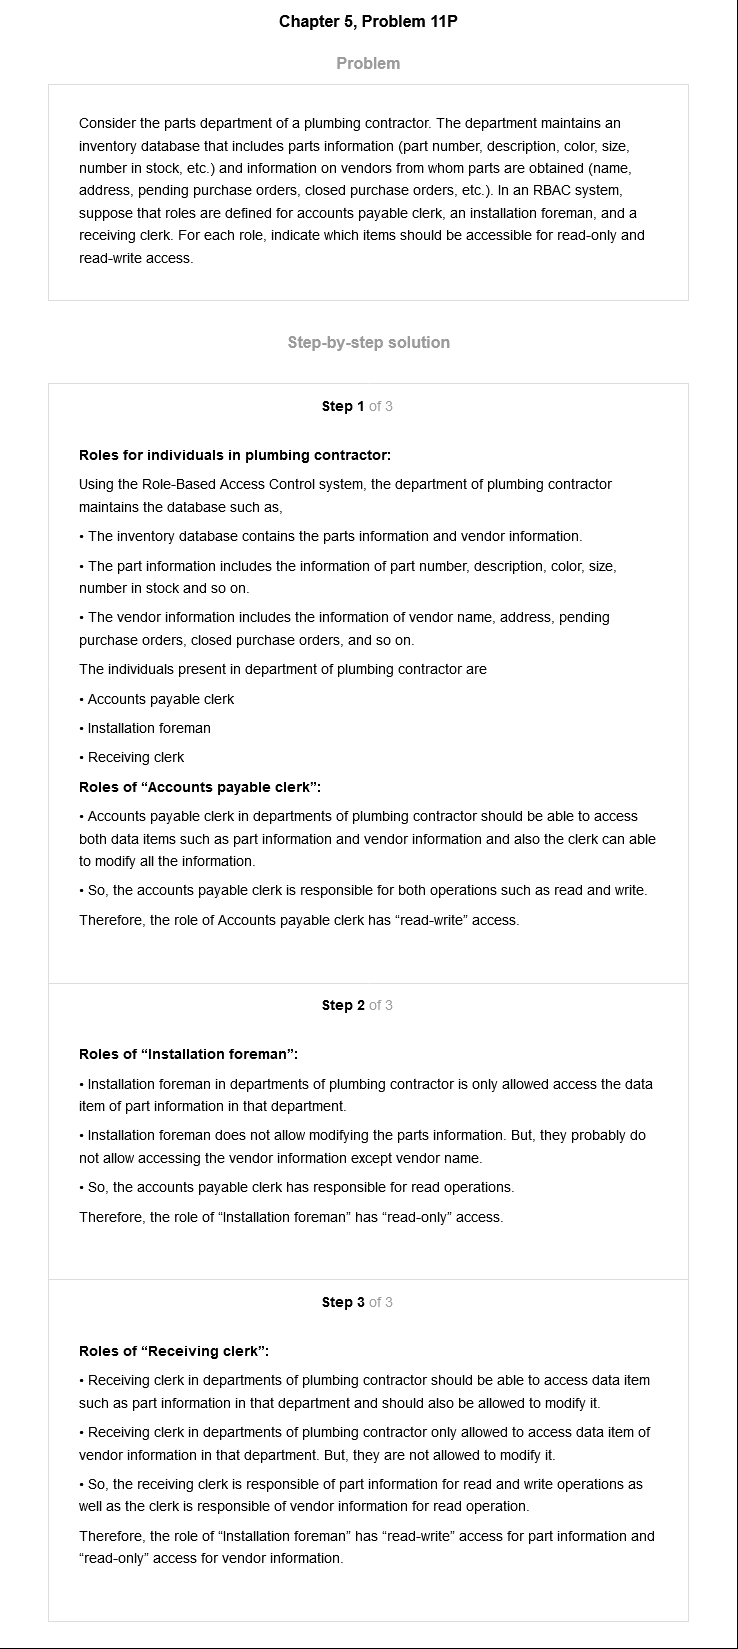 Chapter 5, Problem 11P
Problem
Consider the parts department of a plumbing contractor. The department maintains an
inventory database that includes parts information (part number, description, color, size,
number in stock, etc.) and information on vendors from whom parts are obtained (name,
address, pending purchase orders, closed purchase orders, etc.). In an RBAC system,
suppose that roles are defined for accounts payable clerk, an installation foreman, and a
receiving clerk. For each role, indicate which items should be accessible for read-only and
read-write access.
Step-by-step solution
Step 1 of 3
Roles for individuals in plumbing contractor:
Using the Role-Based Access Control system, the department of plumbing contractor
maintains the database such as,
• The inventory database contains the parts information and vendor information.
• The part information includes the information of part number, description, color, size,
number in stock and so on.
• The vendor information includes the information of vendor name, address, pending
purchase orders, closed purchase orders, and so on.
The individuals present in department of plumbing contractor are
• Accounts payable clerk
• Installation foreman
• Receiving clerk
Roles of “Accounts payable clerk”:
• Accounts payable clerk in departments of plumbing contractor should be able to access
both data items such as part information and vendor information and also the clerk can able
to modify all the information.
• So, the accounts payable clerk is responsible for both operations such as read and write.
Therefore, the role of Accounts payable clerk has “read-write” access.
Step 2 of 3
Roles of “Installation foreman”:
• Installation foreman in departments of plumbing contractor is only allowed access the data
item of part information in that department.
• Installation foreman does not allow modifying the parts information. But, they probably do
not allow accessing the vendor information except vendor name.
• So, the accounts payable clerk has responsible for read operations.
Therefore, the role of “Installation foreman” has “read-only” access.
Step 3 of 3
Roles of “Receiving clerk”:
• Receiving clerk in departments of plumbing contractor should be able to access data item
such as part information in that department and should also be allowed to modify it.
• Receiving clerk in departments of plumbing contractor only allowed to access data item of
vendor information in that department. But, they are not allowed to modify it.
• So, the receiving clerk is responsible of part information for read and write operations as
well as the clerk is responsible of vendor information for read operation.
Therefore, the role of “Installation foreman” has “read-write” access for part information and
“read-only” access for vendor information.